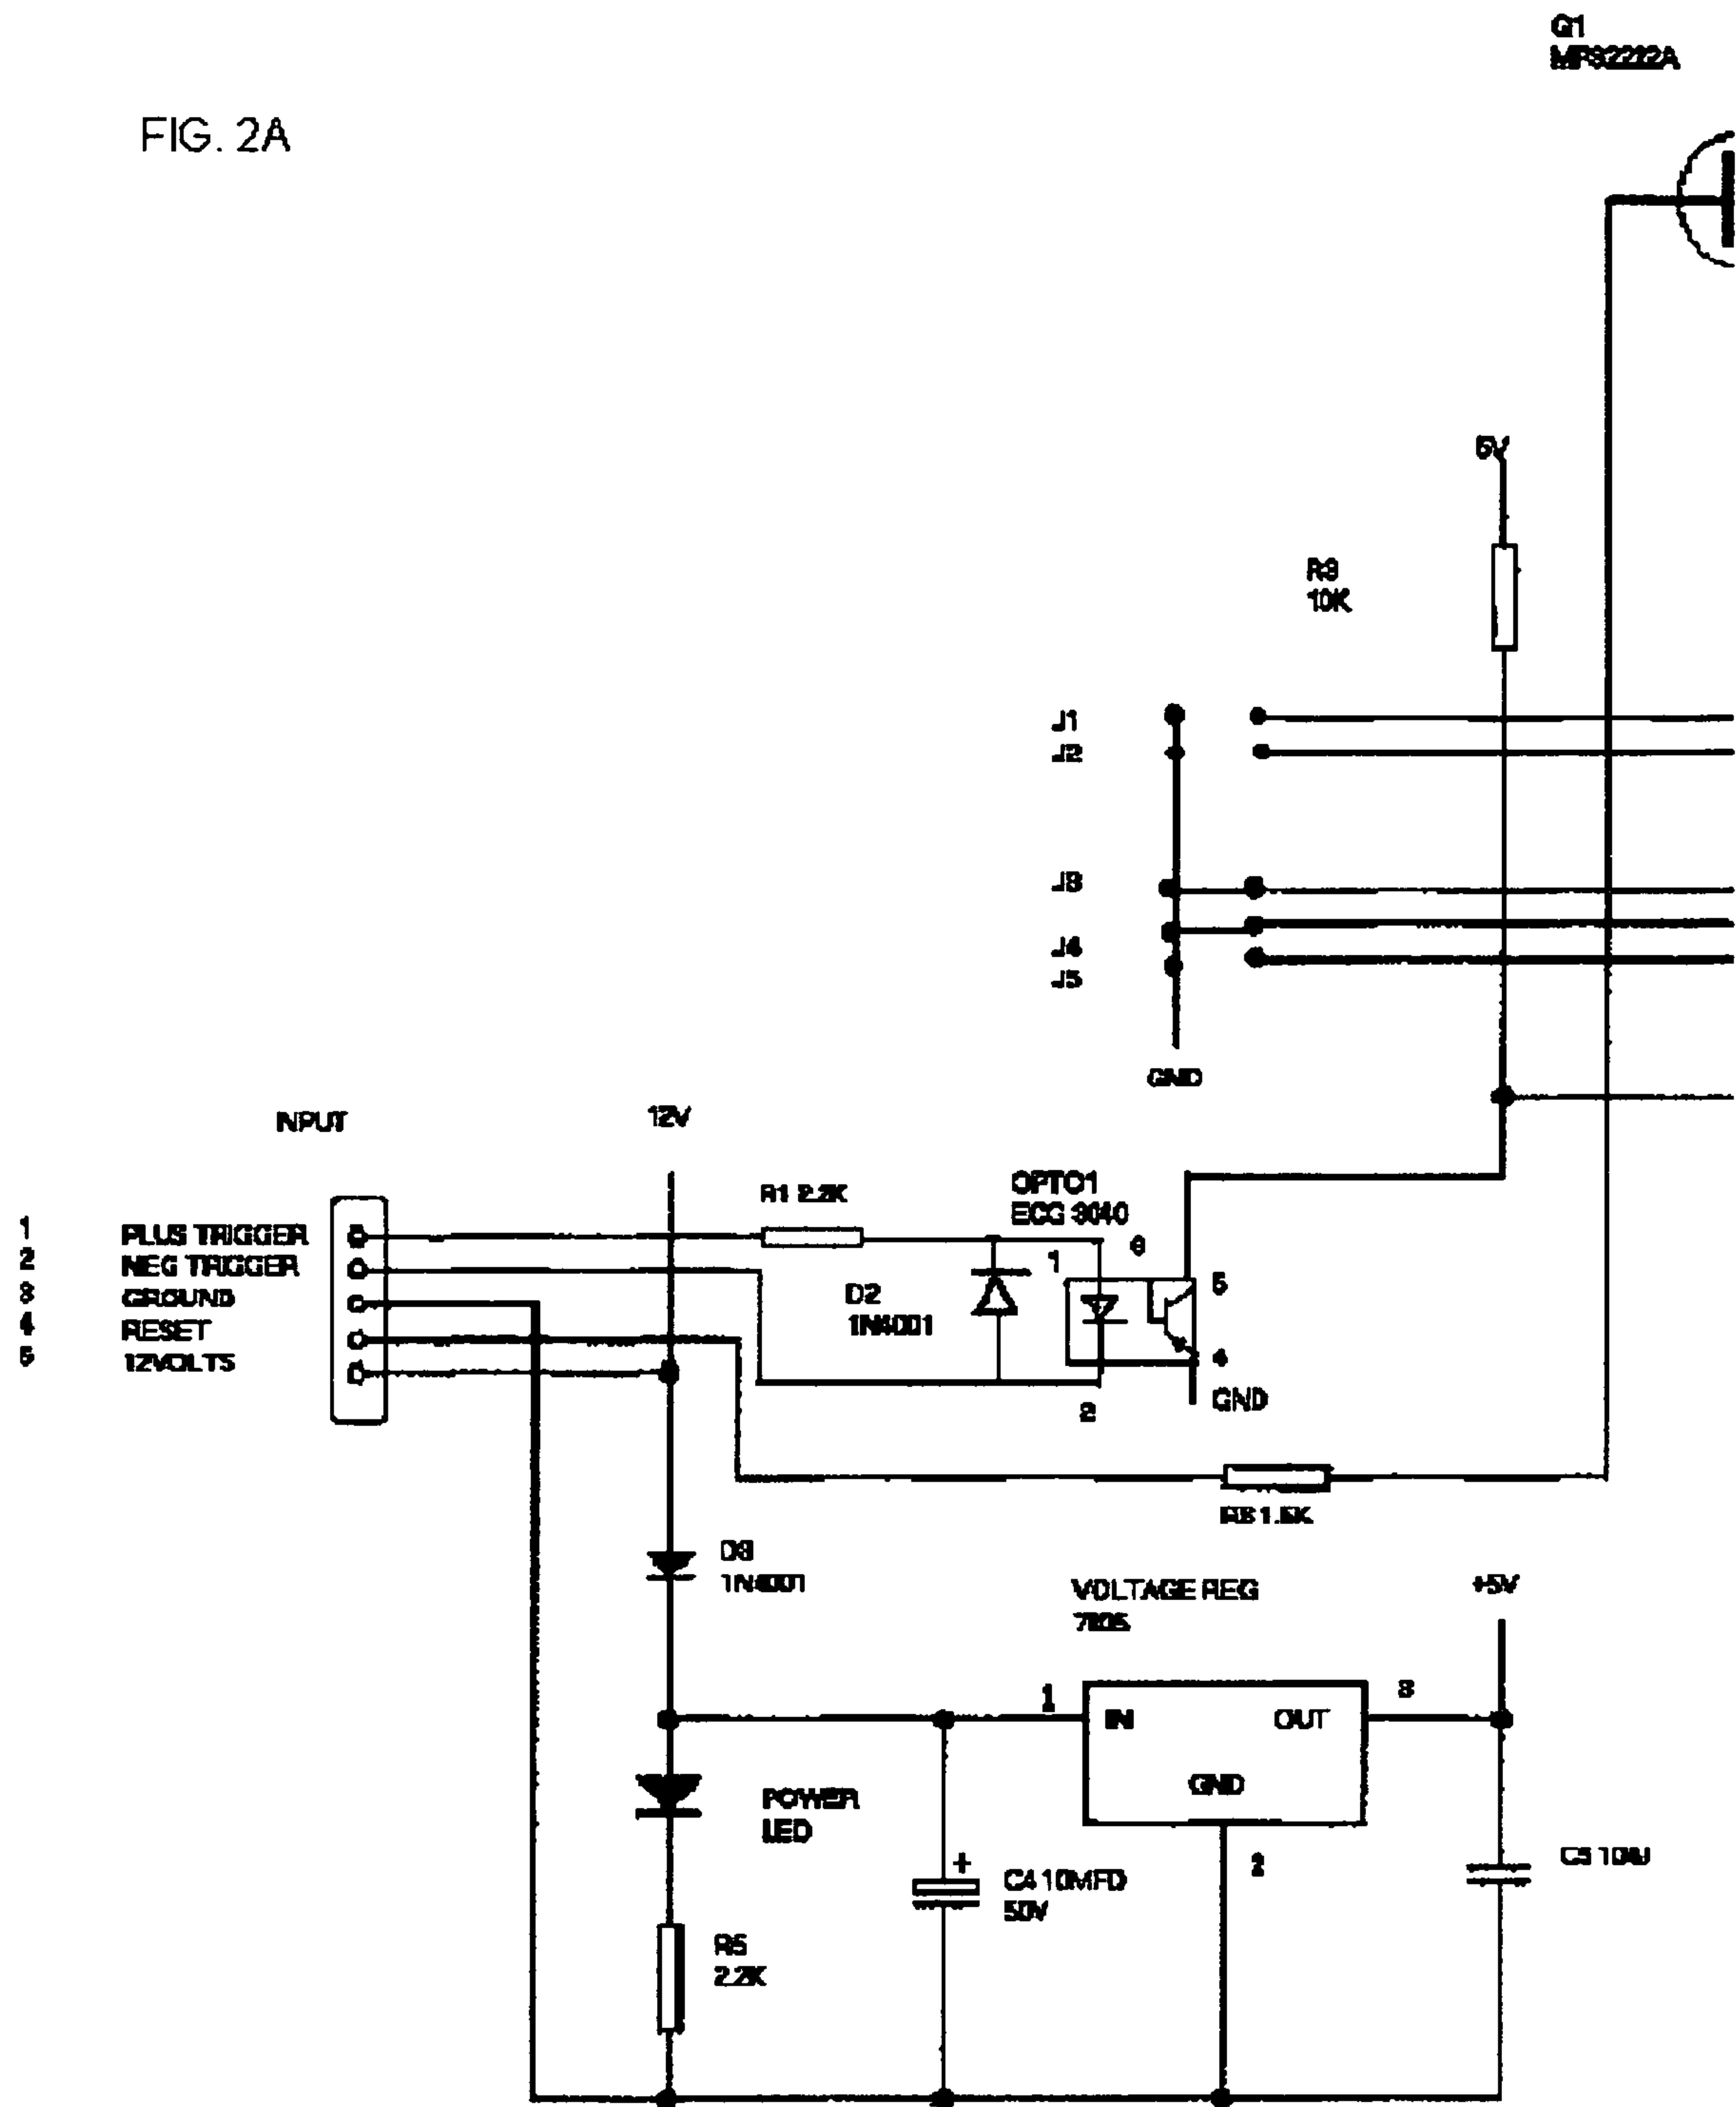 Q1
MPS2222A
FIG. 2A
5V
R3
10K
J1
J2
J3
J4
J5
GND
INPUT
12V
R1 2.2K
OPTO1
ECG 3040
1
PLUS TRIGGER
2
NEG TRIGGER
3
GROUND
4
RESET
5
12VOLTS
D2
1N4001
1
6
5
4
GND
2
1.5K
D3
1N4001
VOLTAGE REG
7805
+5V
1
IN
OUT
3
GND
2
POWER
LED
C4 10MFD
50V
R5
2.2K